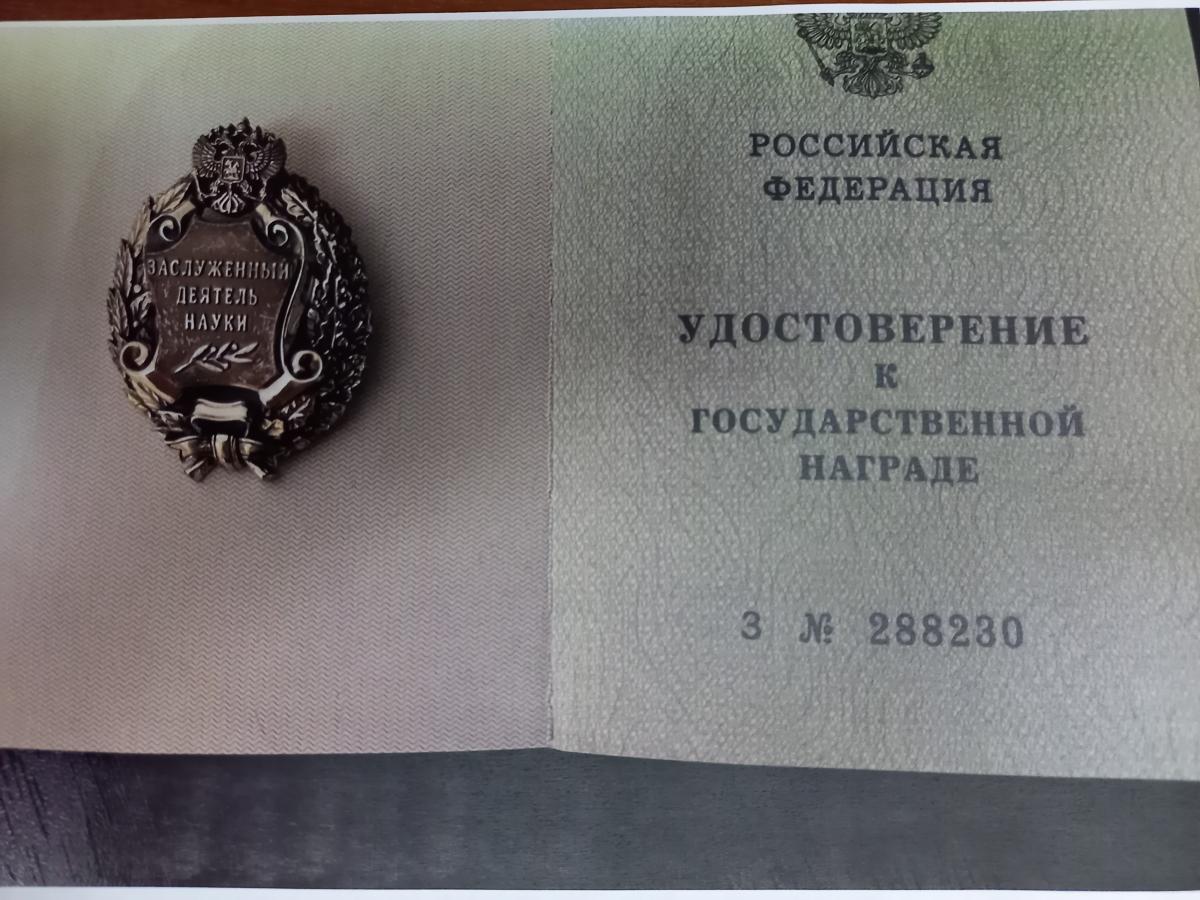 ЗАСЛУЖЕННЫЙ
ДЕЯТЕЛЬ
НАУКИ
РОССИЙСКАЯ
ФЕДЕРАЦИЯ
УДОСТОВЕРЕНИЕ
К
ГОСУДАРСТВЕННОЙ
НАГРАДЕ
З № 288230